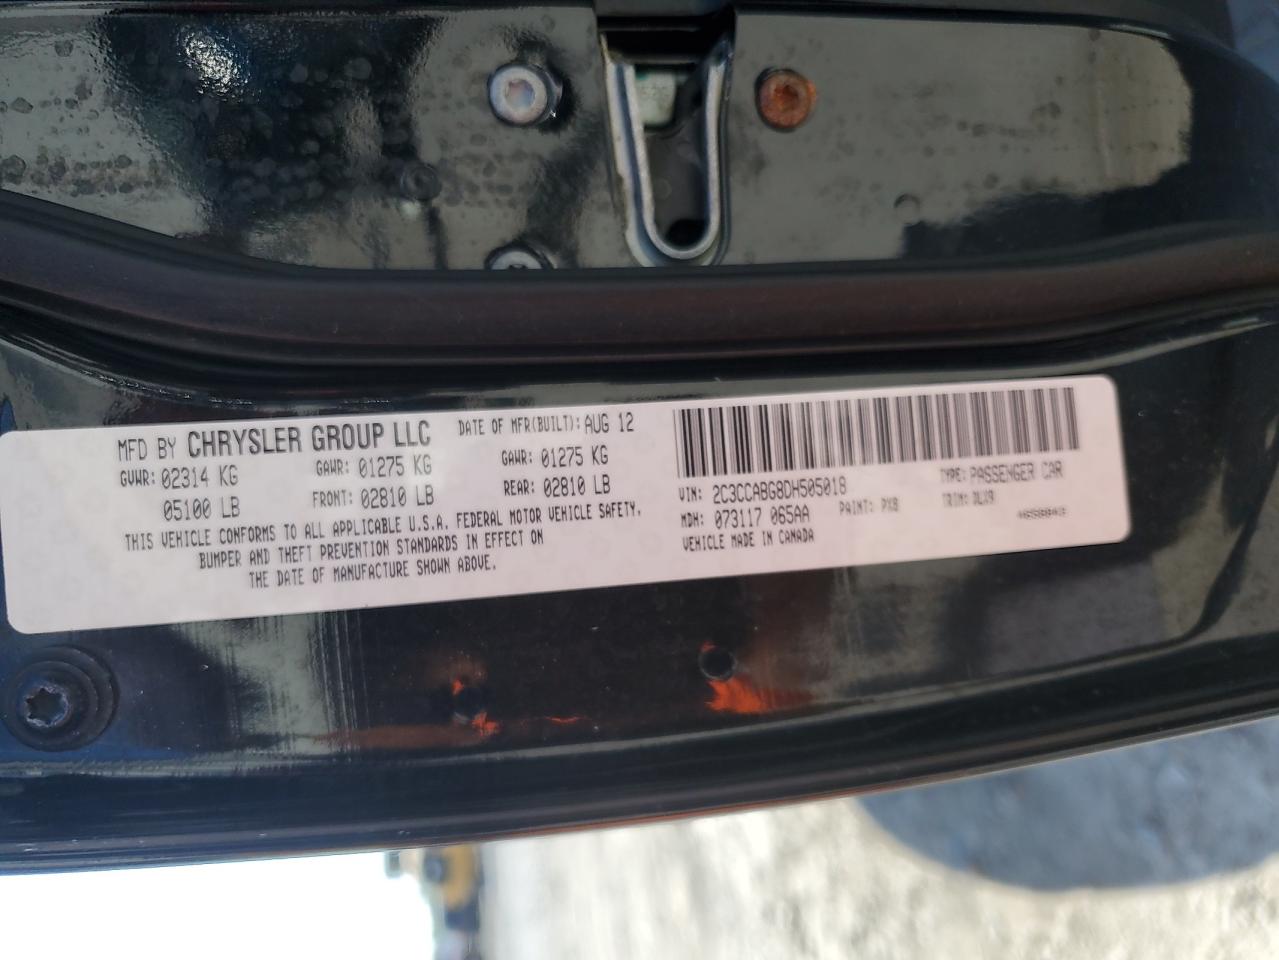 MFD BY CHRYSLER GROUP LLC DATE OF MFR(BUILT): AUG 12
GVWR: 02314 KG GAWR: 01275 KG GAWR: 01275 KG
05100 LB FRONT: 02810 LB REAR: 02810 LB
THIS VEHICLE CONFORMS TO ALL APPLICABLE U.S.A. FEDERAL MOTOR VEHICLE SAFETY,
BUMPER AND THEFT PREVENTION STANDARDS IN EFFECT ON
THE DATE OF MANUFACTURE SHOWN ABOVE.
VIN: 2C3CCABG8DH505018 TYPE: PASSENGER CAR
MDH: 073117 065AA PAINT: PX8 TRIM: DLX9
VEHICLE MADE IN CANADA